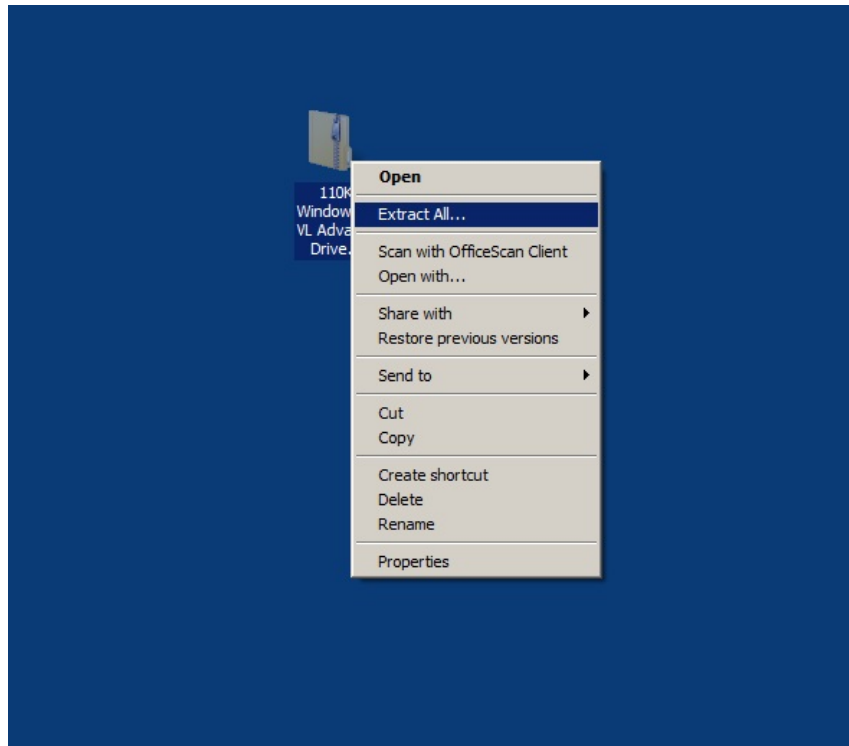 110K
Window
VL Adva
Drive.
Open
Extract All...
Scan with OfficeScan Client
Open with...
Share with
Restore previous versions
Send to
Cut
Copy
Create shortcut
Delete
Rename
Properties